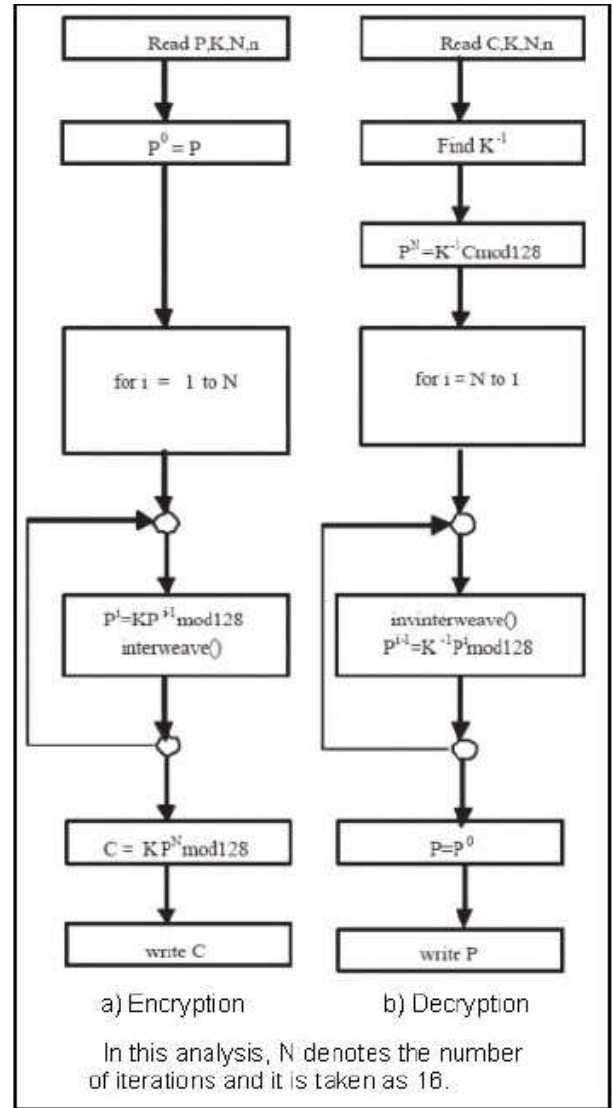 Read P,K,N,n
P⁰ = P
for i = 1 to N
Pⁱ=KPⁱ⁻¹mod128
interweave()
C = KPᴺmod128
write C
a) Encryption
Read C,K,N,n
Find K⁻¹
Pᴺ=K⁻¹Cmod128
for i = N to 1
invinterweave()
Pⁱ⁻¹=K⁻¹Pⁱmod128
P=P⁰
write P
b) Decryption
In this analysis, N denotes the number
of iterations and it is taken as 16.